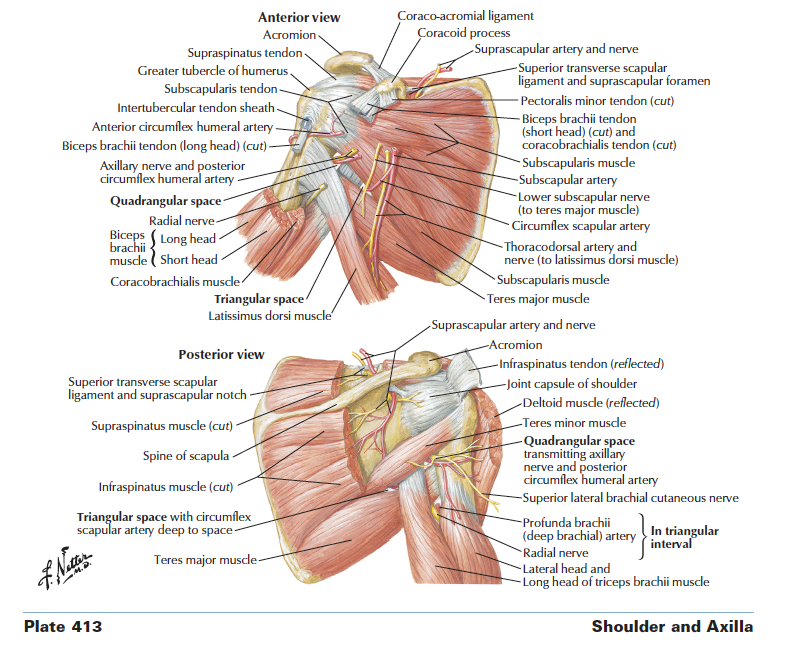 Anterior view
Acromion
Supraspinatus tendon
Greater tubercle of humerus
Subscapularis tendon
Intertubercular tendon sheath
Anterior circumflex humeral artery
Biceps brachii tendon (long head) (cut)
Axillary nerve and posterior
circumflex humeral artery
Quadrangular space
Radial nerve
Biceps
brachii
muscle
Long head
Short head
Coracobrachialis muscle
Triangular space
Latissimus dorsi muscle
Coraco-acromial ligament
Coracoid process
Suprascapular artery and nerve
Superior transverse scapular
ligament and suprascapular foramen
Pectoralis minor tendon (cut)
Biceps brachii tendon
(short head) (cut) and
coracobrachialis tendon (cut)
Subscapularis muscle
Subscapular artery
Lower subscapular nerve
(to teres major muscle)
Circumflex scapular artery
Thoracodorsal artery and
nerve (to latissimus dorsi muscle)
Subscapularis muscle
Teres major muscle
Posterior view
Superior transverse scapular
ligament and suprascapular notch
Supraspinatus muscle (cut)
Spine of scapula
Infraspinatus muscle (cut)
Triangular space with circumflex
scapular artery deep to space
Teres major muscle
Suprascapular artery and nerve
Acromion
Infraspinatus tendon (reflected)
Joint capsule of shoulder
Deltoid muscle (reflected)
Teres minor muscle
Quadrangular space
transmitting axillary
nerve and posterior
circumflex humeral artery
Superior lateral brachial cutaneous nerve
Profunda brachii
(deep brachial) artery
Radial nerve
In triangular
interval
Lateral head and
Long head of triceps brachii muscle
f. Netter
M.D.
Plate 413
Shoulder and Axilla